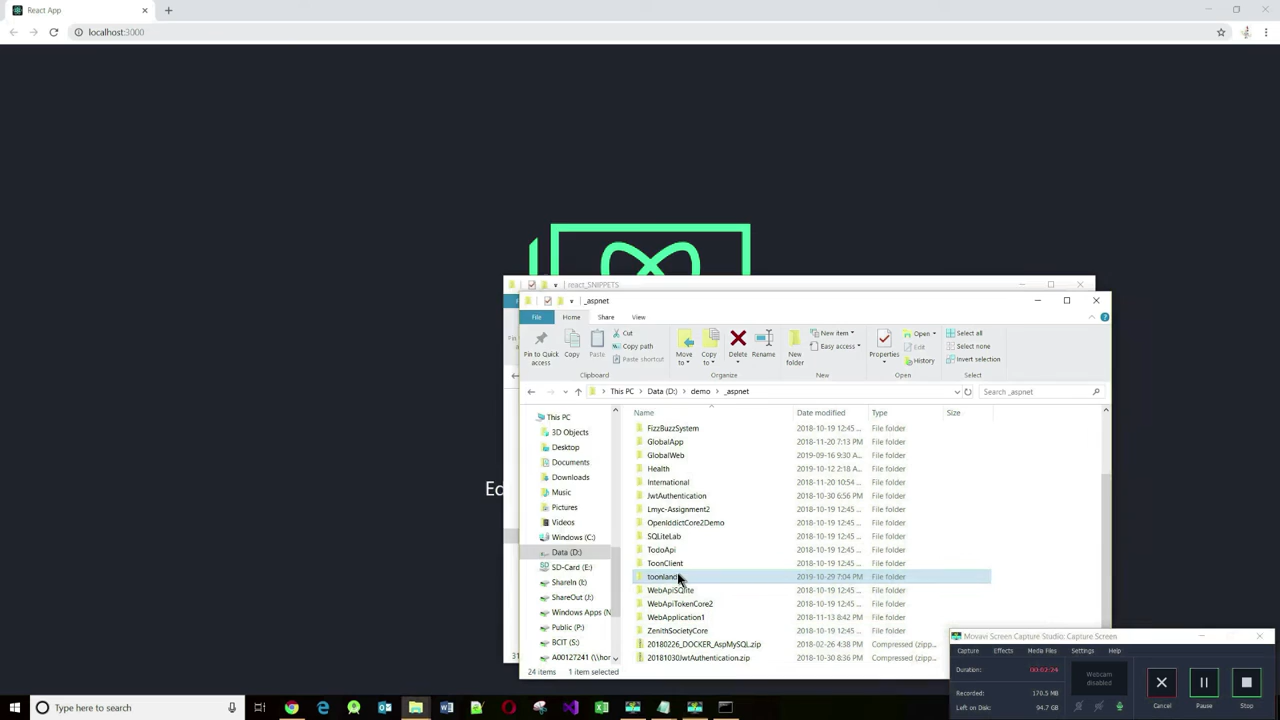 React App
localhost:3000
Ed
react_SNIPPETS
_aspnet
File Home Share View
Pin to Quick access
Copy
Paste
Cut
Copy path
Paste shortcut
Move to
Copy to
Delete
Rename
New folder
New item
Easy access
Properties
Open
Edit
History
Select all
Select none
Invert selection
Clipboard Organize New Open Select
This PC > Data (D:) > demo > _aspnet
Search _aspnet
This PC
3D Objects
Desktop
Documents
Downloads
Music
Pictures
Videos
Windows (C:)
Data (D:)
SD-Card (E:)
ShareIn (I:)
ShareOut (J:)
Windows Apps (N
Public (P:)
BCIT (S:)
A00127241 (\\hor
Name Date modified Type Size
FizzBuzzSystem 2018-10-19 12:45 ... File folder
GlobalApp 2018-11-20 7:13 PM File folder
GlobalWeb 2019-09-16 9:30 A... File folder
Health 2019-10-12 2:18 A... File folder
International 2018-11-20 10:54 ... File folder
JwtAuthentication 2018-10-30 6:56 PM File folder
Lmyc-Assignment2 2018-10-19 12:45 ... File folder
OpenIddictCore2Demo 2018-10-19 12:45 ... File folder
SQLiteLab 2018-10-19 12:45 ... File folder
TodoApi 2018-10-19 12:45 ... File folder
ToonClient 2018-10-19 12:45 ... File folder
toonland 2019-10-29 7:04 PM File folder
WebApiSQlite 2018-10-19 12:45 ... File folder
WebApiTokenCore2 2018-10-19 12:45 ... File folder
WebApplication1 2018-11-13 8:42 PM File folder
ZenithSocietyCore 2018-10-19 12:45 ... File folder
20180226_DOCKER_AspMySQL.zip 2018-02-26 4:38 PM Compressed (zipp...
20181030JwtAuthentication.zip 2018-10-30 8:36 PM Compressed (zipp...
24 items 1 item selected
Movavi Screen Capture Studio: Capture Screen
Capture Effects Media Files Settings Help
Duration: 00:02:24
Recorded: 170.5 MB
Left on Disk: 94.7 GB
Webcam disabled
Cancel Pause Stop
Type here to search